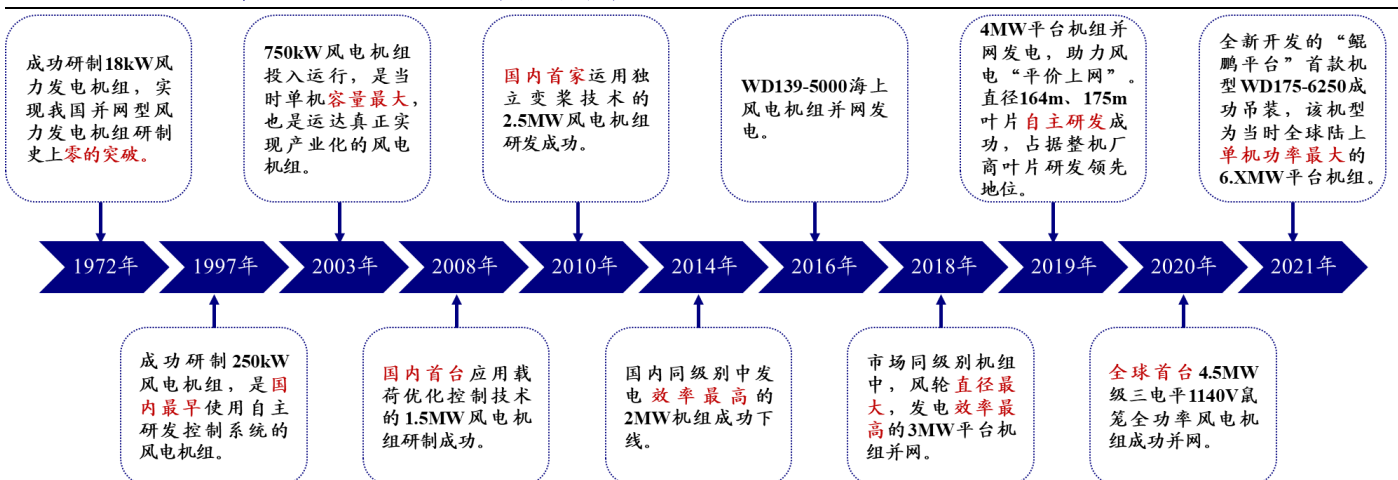 成功研制18kW风
力发电机组，实
现我国并网型风
力发电机组研制
史上零的突破。
750kW风电机组
投入运行，是当
时单机容量最大，
也是运达真正实
现产业化的风电
机组。
国内首家运用独
立变桨技术的
2.5MW风电机组
研发成功。
WD139-5000海上
风电机组并网发
电。
4MW平台机组并
网发电，助力风
电“平价上网”。
直径164m、175m
叶片自主研发成
功，占据整机厂
商叶片研发领先
地位。
全新开发的“鲲
鹏平台”首款机
型WD175-6250成
功吊装，该机型
为当时全球陆上
单机功率最大的
6.XMW平台机组。
1972年
1997年
2003年
2008年
2010年
2014年
2016年
2018年
2019年
2020年
2021年
成功研制250kW
风电机组，是国
内最早使用自主
研发控制系统的
风电机组。
国内首台应用载
荷优化控制技术
的1.5MW风电机
组研制成功。
国内同级别中发
电效率最高的
2MW机组成功下
线。
市场同级别机组
中，风轮直径最
大，发电效率最
高的3MW平台机
组并网。
全球首台4.5MW
级三电平1140V鼠
笼全功率风电机
组成功并网。